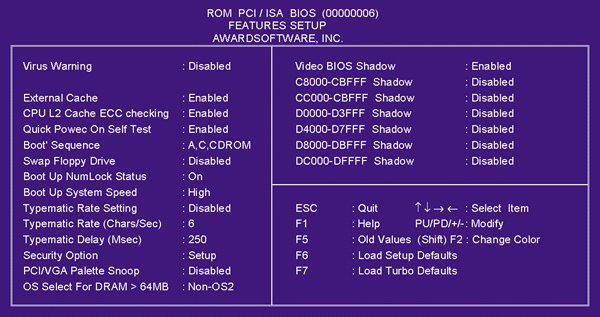 ROM PCI / ISA BIOS (00000006)
FEATURES SETUP
AWARDSOFTWARE, INC.
Virus Warning : Disabled
External Cache : Enabled
CPU L2 Cache ECC checking : Enabled
Quick Powec On Self Test : Enabled
Boot' Sequence : A,C,CDROM
Swap Floppy Drive : Disabled
Boot Up NumLock Status : On
Boot Up System Speed : High
Typematic Rate Setting : Disabled
Typematic Rate (Chars/Sec) : 6
Typematic Delay (Msec) : 250
Security Option : Setup
PCI/VGA Palette Snoop : Disabled
OS Select For DRAM > 64MB : Non-OS2
Video BIOS Shadow : Enabled
C8000-CBFFF Shadow : Disabled
CC000-CBFFF Shadow : Disabled
D0000-D3FFF Shadow : Disabled
D4000-D7FFF Shadow : Disabled
D8000-DBFFF Shadow : Disabled
DC000-DFFFF Shadow : Disabled
ESC : Quit ↑↓→← : Select Item
F1 : Help PU/PD/+/- : Modify
F5 : Old Values (Shift) F2 : Change Color
F6 : Load Setup Defaults
F7 : Load Turbo Defaults